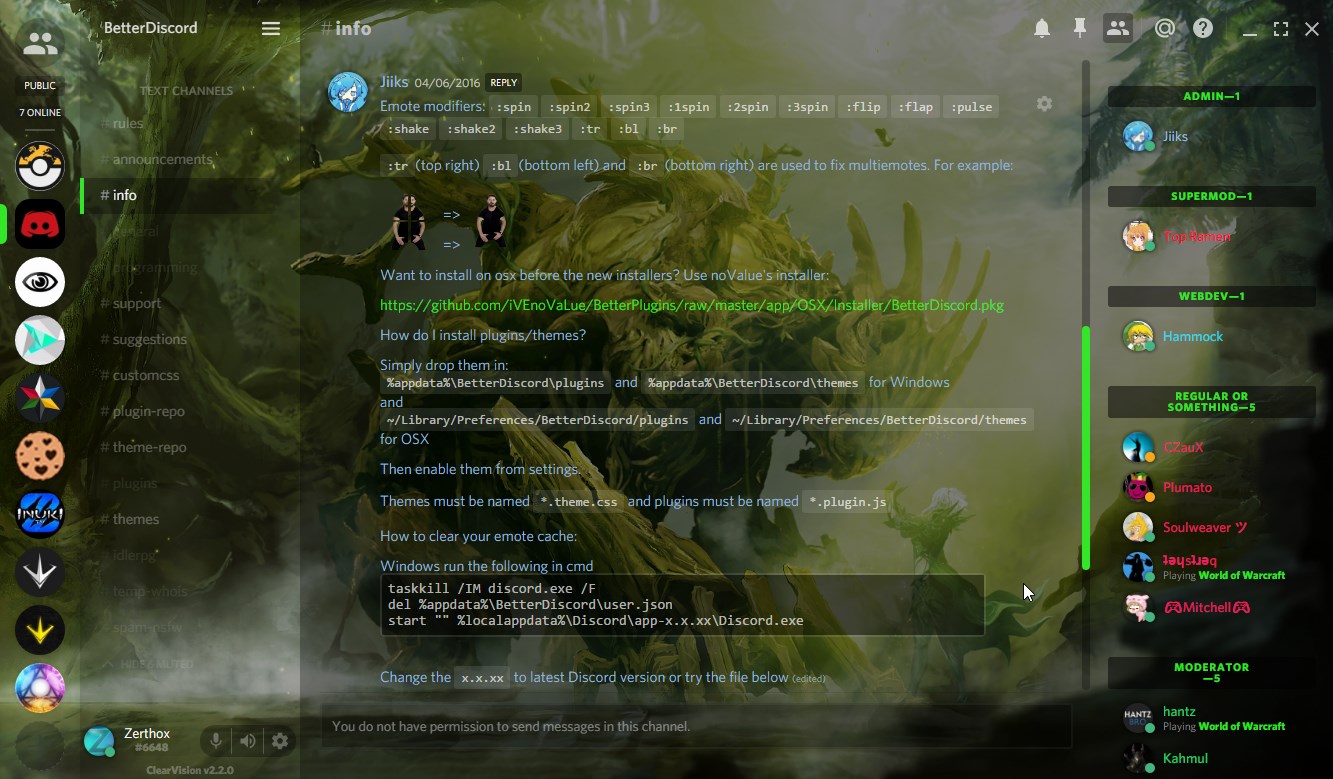 BetterDiscord
#info
PUBLIC
7 ONLINE
TEXT CHANNELS
# rules
# announcements
# info
# general
# programming
# support
# suggestions
# customcss
# plugin-repo
# theme-repo
# plugins
# themes
# idlerpg
# temp-whois
# spam-nsfw
HIDE 6 MUTED
Zerthox
#6648
ClearVision v2.2.0
Jiiks 04/06/2016 REPLY
Emote modifiers: :spin :spin2 :spin3 :1spin :2spin :3spin :flip :flap :pulse
:shake :shake2 :shake3 :tr :bl :br
:tr (top right) :bl (bottom left) and :br (bottom right) are used to fix multiemotes. For example:
=>
=>
Want to install on osx before the new installers? Use noValue's installer:
https://github.com/iVEnoVaLue/BetterPlugins/raw/master/app/OSX/Installer/BetterDiscord.pkg
How do I install plugins/themes?
Simply drop them in:
%appdata%\BetterDiscord\plugins and %appdata%\BetterDiscord\themes for Windows
and
~/Library/Preferences/BetterDiscord/plugins and ~/Library/Preferences/BetterDiscord/themes
for OSX
Then enable them from settings.
Themes must be named *.theme.css and plugins must be named *.plugin.js
How to clear your emote cache:
Windows run the following in cmd
taskkill /IM discord.exe /F
del %appdata%\BetterDiscord\user.json
start "" %localappdata%\Discord\app-x.x.xx\Discord.exe
Change the x.x.xx to latest Discord version or try the file below (edited)
You do not have permission to send messages in this channel.
ADMIN—1
Jiiks
SUPERMOD—1
Top Ramen
WEBDEV—1
Hammock
REGULAR OR
SOMETHING—5
CZauX
Plumato
Soulweaver ツ
Playing World of Warcraft
Mitchell
MODERATOR
—5
HANTZ
BRO
hantz
Playing World of Warcraft
Kahmul